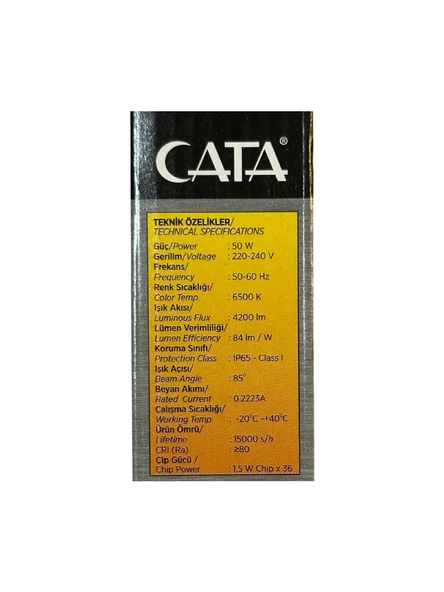 CATA®
TEKNİK ÖZELİKLER/
TECHNICAL SPECIFICATIONS
Güç/Power : 50 W
Gerilim/Voltage : 220-240 V
Frekans/
Frequency : 50-60 Hz
Renk Sıcaklığı/
Color Temp. : 6500 K
Işık Akısı/
Luminous Flux : 4200 lm
Lümen Verimliliği/
Lumen Efficiency : 84 lm / W
Koruma Sınıfı/
Protection Class : IP65 - Class I
Işık Açısı/
Beam Angle : 85°
Beyan Akımı/
Rated Current : 0.2223A
Çalışma Sıcaklığı/
Working Temp. : -20°C -+40°C
Ürün Ömrü/
Lifetime : 15000 s/h
CRI (Ra) : ≥80
Çip Gücü /
Chip Power : 1,5 W Chip x 36